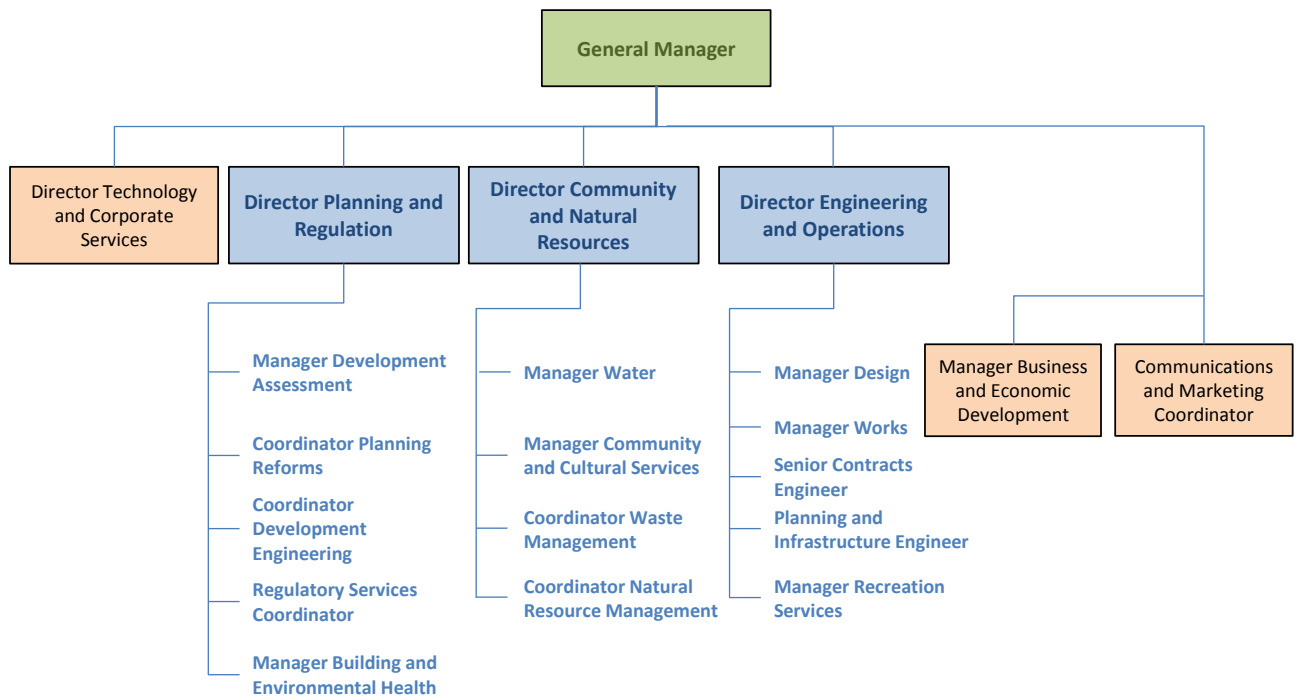 General Manager
Director Technology
and Corporate
Services
Director Planning and
Regulation
Director Community
and Natural
Resources
Director Engineering
and Operations
Manager Development
Assessment
Coordinator Planning
Reforms
Coordinator
Development
Engineering
Regulatory Services
Coordinator
Manager Building and
Environmental Health
Manager Water
Manager Community
and Cultural Services
Coordinator Waste
Management
Coordinator Natural
Resource Management
Manager Design
Manager Works
Senior Contracts
Engineer
Planning and
Infrastructure Engineer
Manager Recreation
Services
Manager Business
and Economic
Development
Communications
and Marketing
Coordinator